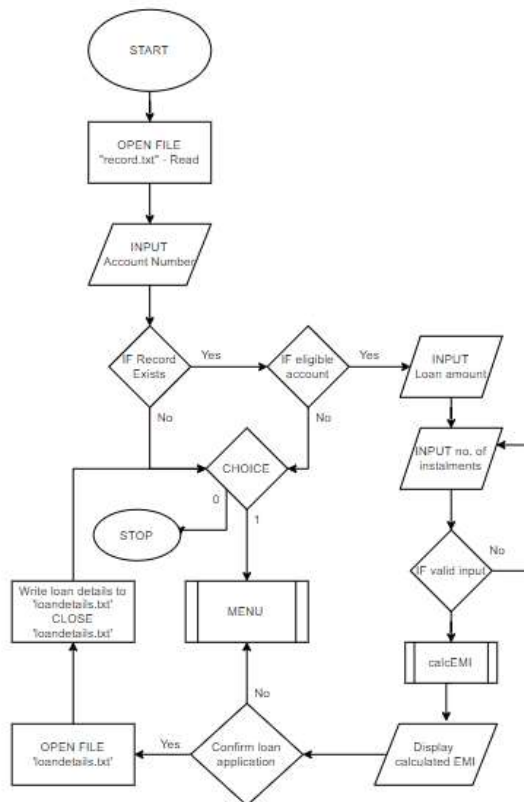 START
OPEN FILE
"record.txt" - Read
INPUT
Account Number
IF Record
Exists
Yes
No
IF eligible
account
Yes
No
INPUT
Loan amount
INPUT no. of
instalments
IF valid input
No
CHOICE
0
1
STOP
MENU
calcEMI
Display
calculated EMI
Confirm loan
application
No
Yes
OPEN FILE
'loandetails.txt'
Write loan details to
'loandetails.txt'
CLOSE
'loandetails.txt'